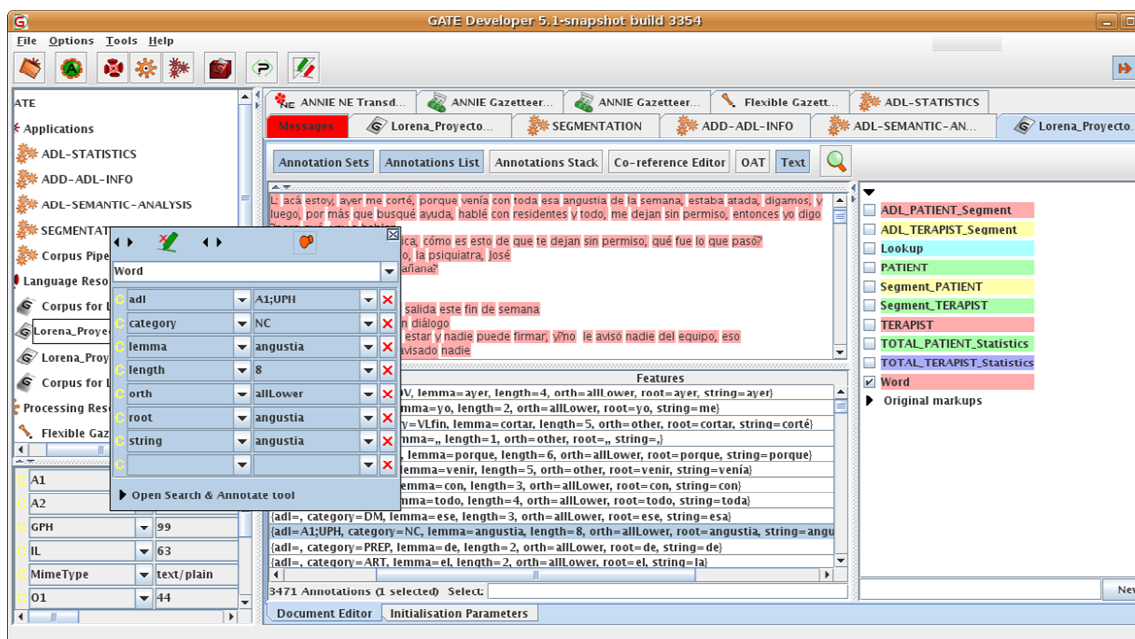 GATE Developer 5.1-snapshot build 3354
File Options Tools Help
ATE
Applications
ADL-STATISTICS
ADD-ADL-INFO
ADL-SEMANTIC-ANALYSIS
SEGMENTAT
Corpus Pipe
Language Reso
Corpus for L
Lorena_Proye
Lorena_Proy
Corpus for L
Processing Res
Flexible Gaz
A1
A2
GPH 99
IL 63
MimeType text/plain
O1 44
Word
adl A1;UPH
category NC
lemma angustia
length 8
orth allLower
root angustia
string angustia
Open Search & Annotate tool
ANNIE NE Transd... ANNIE Gazetteer... ANNIE Gazetteer... Flexible Gazett... ADL-STATISTICS
Messages Lorena_Proyecto... SEGMENTATION ADD-ADL-INFO ADL-SEMANTIC-AN... Lorena_Proyecto.
Annotation Sets Annotations List Annotations Stack Co-reference Editor OAT Text
L: acá estoy, ayer me corté, porque venía con toda esa angustia de la semana, estaba atada, digamos, y
luego, por más que busqué ayuda, hablé con residentes y todo, me dejan sin permiso, entonces yo digo
ica, cómo es esto de que te dejan sin permiso, qué fue lo que pasó?
o, la psiquiatra, José
añana?
salida este fin de semana
n diálogo
estar y nadie puede firmar, y?no le avisó nadie del equipo, eso
avisado nadie
Features
OV, lemma=ayer, length=4, orth=allLower, root=ayer, string=ayer}
mma=yo, length=2, orth=allLower, root=yo, string=me}
y=VLfin, lemma=cortar, length=5, orth=other, root=cortar, string=corté}
mma=,, length=1, orth=other, root=,, string=,}
lemma=porque, length=6, orth=allLower, root=porque, string=porque}
lemma=venir, length=5, orth=other, root=venir, string=venía}
lemma=con, length=3, orth=allLower, root=con, string=con}
mma=todo, length=4, orth=allLower, root=todo, string=toda}
{adl=, category=DM, lemma=ese, length=3, orth=allLower, root=ese, string=esa}
{adl=A1;UPH, category=NC, lemma=angustia, length=8, orth=allLower, root=angustia, string=angu
{adl=, category=PREP, lemma=de, length=2, orth=allLower, root=de, string=de}
{adl=, category=ART, lemma=el, length=2, orth=allLower, root=el, string=la}
3471 Annotations (1 selected) Select:
Document Editor Initialisation Parameters
ADL_PATIENT_Segment
ADL_TERAPIST_Segment
Lookup
PATIENT
Segment_PATIENT
Segment_TERAPIST
TERAPIST
TOTAL_PATIENT_Statistics
TOTAL_TERAPIST_Statistics
Word
Original markups
New